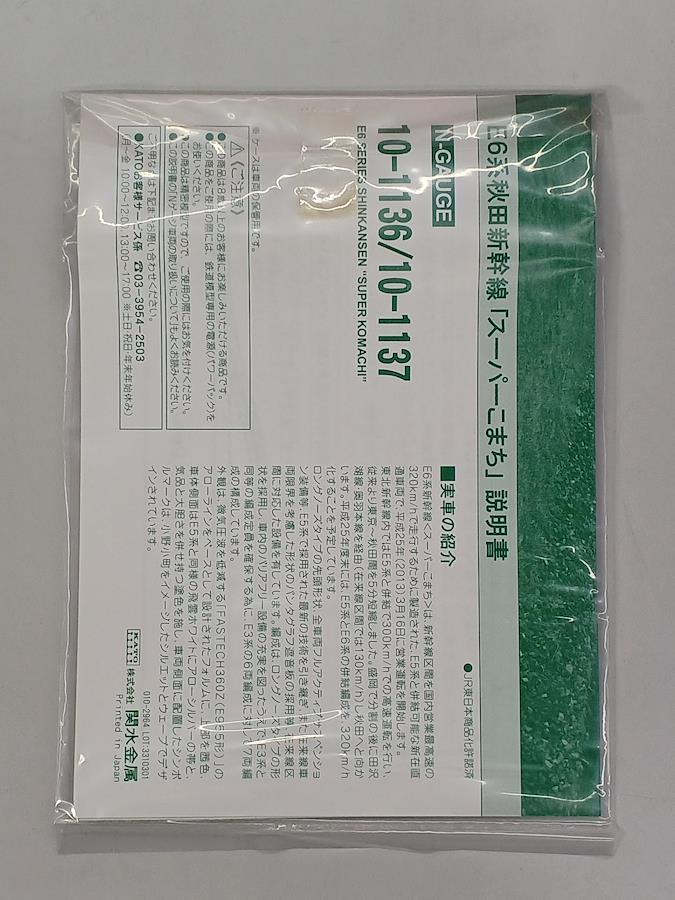 E6系秋田新幹線「スーパーこまち」説明書
●JR東日本商品化許諾済
N-GAUGE
10-1136/10-1137
E6 SERIES SHINKANSEN "SUPER KOMACHI"
※ケースは車両の保管用です。
⚠《ご注意》
●この商品は8歳以上のお客様にお楽しみいただける商品です。
●この商品をご使用の際には、鉄道模型専用の電源(パワーパック)を
お使いください。
●この商品は精密模型ですので、ご使用の際にはお気を付けください。
●この説明書の「Nゲージ車両の取り扱いについて」もよくお読みください。
ご不明な点は下記までお問い合わせください。
●KATOお客様サービス係 ☎03-3954-2503
(月～金 10:00～12:00, 13:00～17:00 ※土日・祝日・年末年始休み)
■実車の紹介
E6系新幹線<スーパーこまち>は、新幹線区間を国内営業最高速の
320km/hで走行するために製造された、E5系と併結可能な新在直
通車両で、平成25年(2013)3月16日に営業運転を開始します。
東北新幹線内ではE5系と併結で300km/hでの高速運転を行い、
従来より東京～秋田間を5分短縮しました。盛岡で分割の後に田沢
湖線・奥羽本線を経由(在来線区間では130km/h)し秋田へと向か
います。平成25年度末には、E5系とE6系の併結編成を、320km/h
化することを予定しています。
ロングノーズタイプの先頭形状、全車両フルアクティブサスペンショ
ン装備等、E5系で採用された最新の技術を引き継ぎ、また在来線車
両限界を考慮した形状のパンタグラフ遮音板の採用等、在来線区
間に対応した設備を有しています。編成は、ロングノーズタイプの形
状を採用し、車内のバリアフリー設備の充実を図ったうえで、E3系と
同等の編成定員を確保する為に、E3系の6両編成に対し、7両編
成の構成しています。
外観は、微気圧波を低減する「FASTECH360Z(E955形)」の
アローラインをベースとして設計されたフォルムに、上部を茜色、
車体側面はE5系と同様の飛雲ホワイトにアローシルバーの帯と、
気品と大胆さを併せ持つ塗色を施し、車両側面に配置したシンボ
ルマークは、小野小町をイメージしたシルエットとウェーブでデザ
インされています。
KATO 株式会社 関水金属
010-2964 LOT:3310301
Printed in Japan